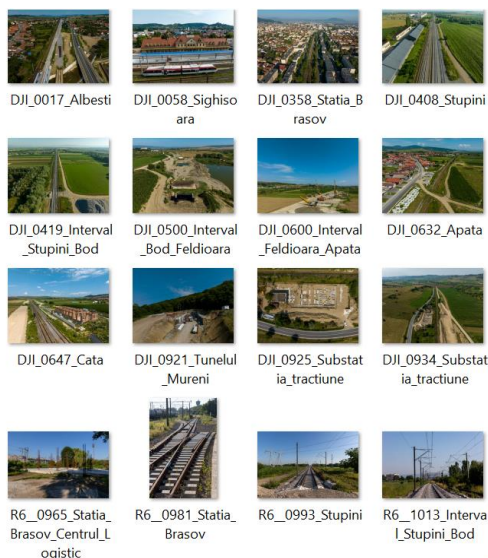 DJI_0017_Albesti
DJI_0058_Sighiso
ara
DJI_0358_Statia_B
rasov
DJI_0408_Stupini
DJI_0419_Interval
_Stupini_Bod
DJI_0500_Interval
_Bod_Feldioara
DJI_0600_Interval
_Feldioara_Apata
DJI_0632_Apata
DJI_0647_Cata
DJI_0921_Tunelul
_Mureni
DJI_0925_Substat
ia_tractiune
DJI_0934_Substat
ia_tractiune
R6__0965_Statia_
Brasov_Centrul_L
ogistic
R6__0981_Statia_
Brasov
R6__0993_Stupini
R6__1013_Interva
l_Stupini_Bod